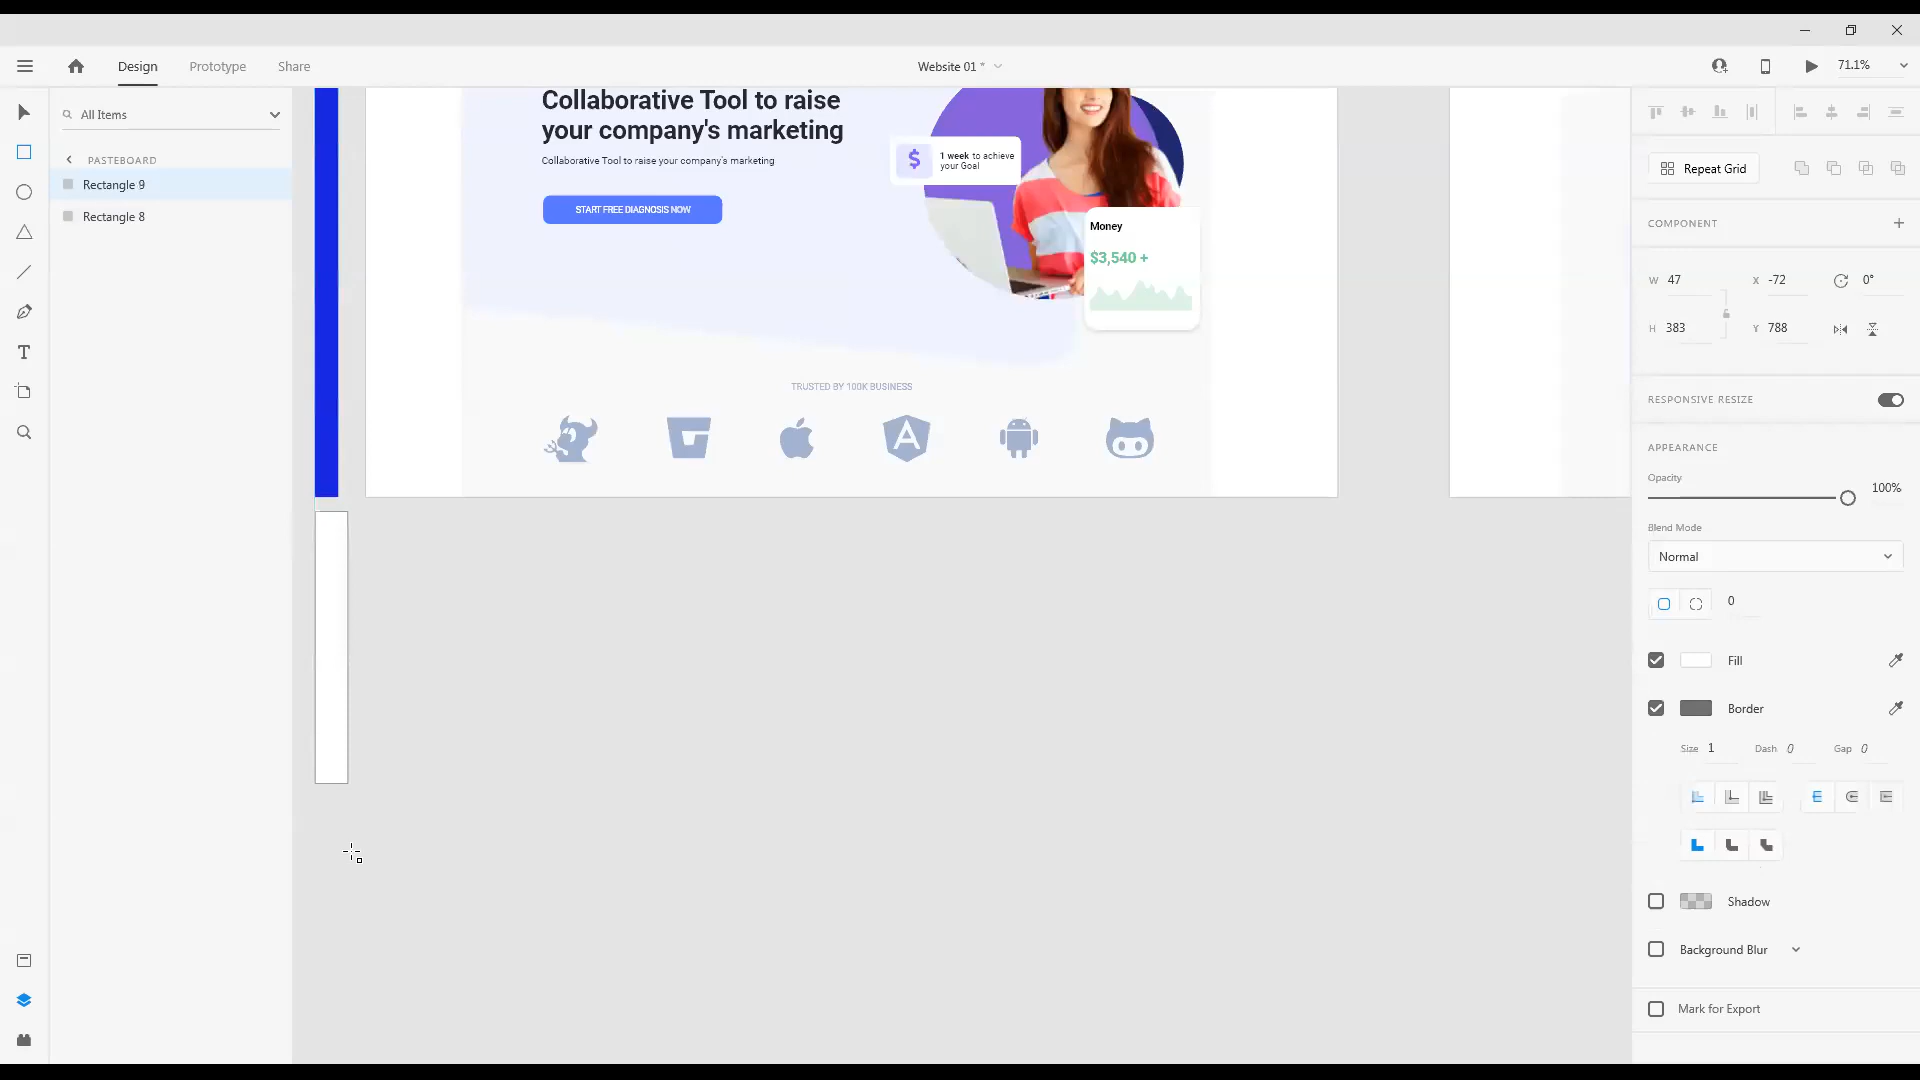 Design
Prototype
Share
Website 01 *
71.1%
All Items
PASTEBOARD
Rectangle 9
Rectangle 8
Collaborative Tool to raise
your company's marketing
Collaborative Tool to raise your company's marketing
START FREE DIAGNOSIS NOW
$
1 week to achieve
your Goal
Money
$3,540 +
TRUSTED BY 100K BUSINESS
Repeat Grid
COMPONENT
W 47
X -72
0°
H 383
Y 788
RESPONSIVE RESIZE
APPEARANCE
Opacity
100%
Blend Mode
Normal
0
Fill
Border
Size 1
Dash 0
Gap 0
Shadow
Background Blur
Mark for Export